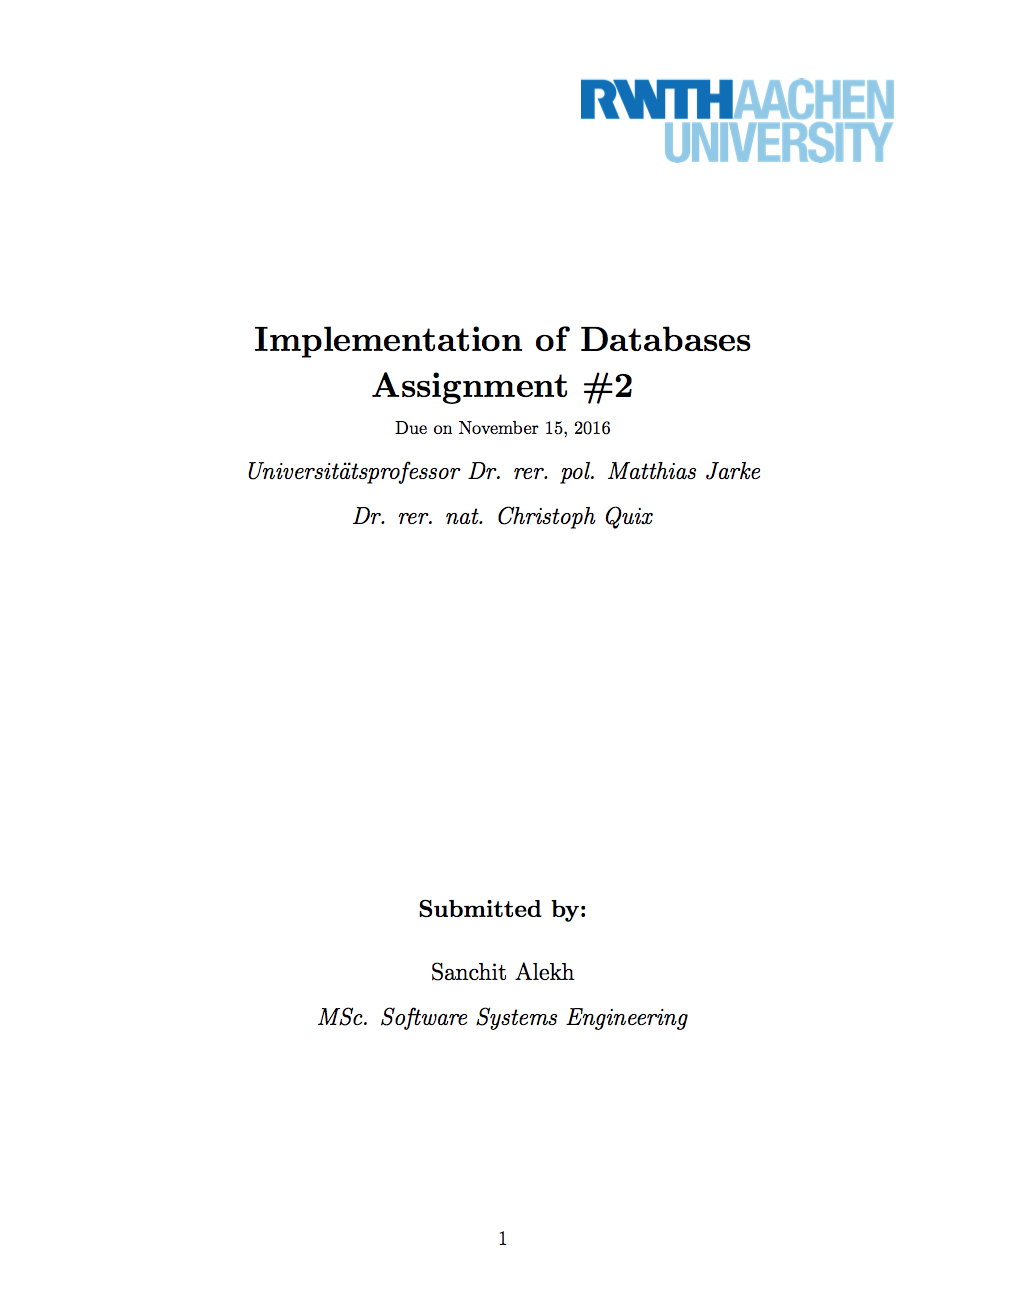 RWTHAACHEN
UNIVERSITY
Implementation of Databases
Assignment #2
Due on November 15, 2016
Universitätsprofessor Dr. rer. pol. Matthias Jarke
Dr. rer. nat. Christoph Quix
Submitted by:
Sanchit Alekh
MSc. Software Systems Engineering
1